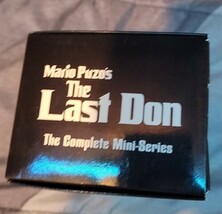 Mario Puzo's
The
Last Don
The Complete Mini-Series